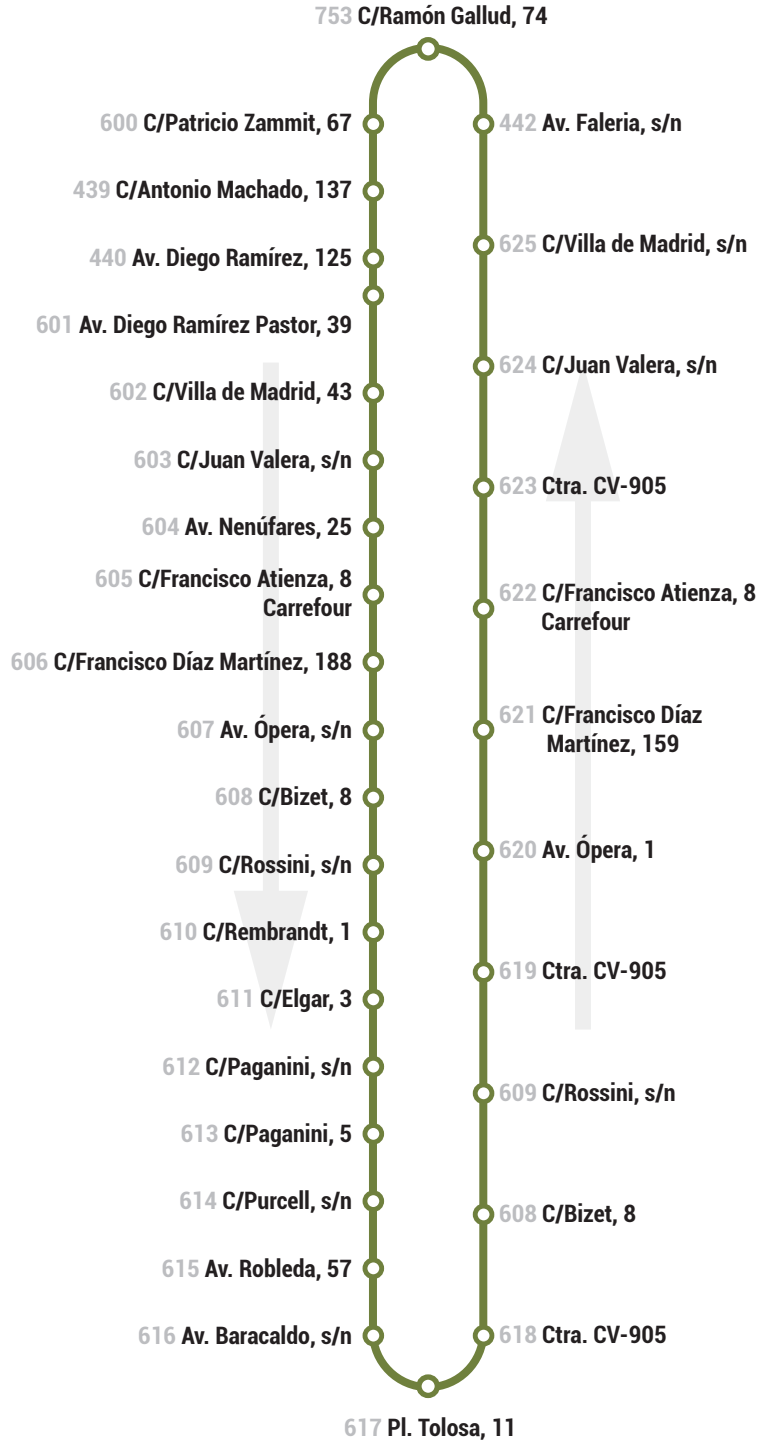 753 C/Ramón Gallud, 74
600 C/Patricio Zammit, 67
439 C/Antonio Machado, 137
440 Av. Diego Ramírez, 125
601 Av. Diego Ramírez Pastor, 39
602 C/Villa de Madrid, 43
603 C/Juan Valera, s/n
604 Av. Nenúfares, 25
605 C/Francisco Atienza, 8
Carrefour
606 C/Francisco Díaz Martínez, 188
607 Av. Ópera, s/n
608 C/Bizet, 8
609 C/Rossini, s/n
610 C/Rembrandt, 1
611 C/Elgar, 3
612 C/Paganini, s/n
613 C/Paganini, 5
614 C/Purcell, s/n
615 Av. Robleda, 57
616 Av. Baracaldo, s/n
442 Av. Faleria, s/n
625 C/Villa de Madrid, s/n
624 C/Juan Valera, s/n
623 Ctra. CV-905
622 C/Francisco Atienza, 8
Carrefour
621 C/Francisco Díaz
Martínez, 159
620 Av. Ópera, 1
619 Ctra. CV-905
609 C/Rossini, s/n
608 C/Bizet, 8
618 Ctra. CV-905
617 Pl. Tolosa, 11